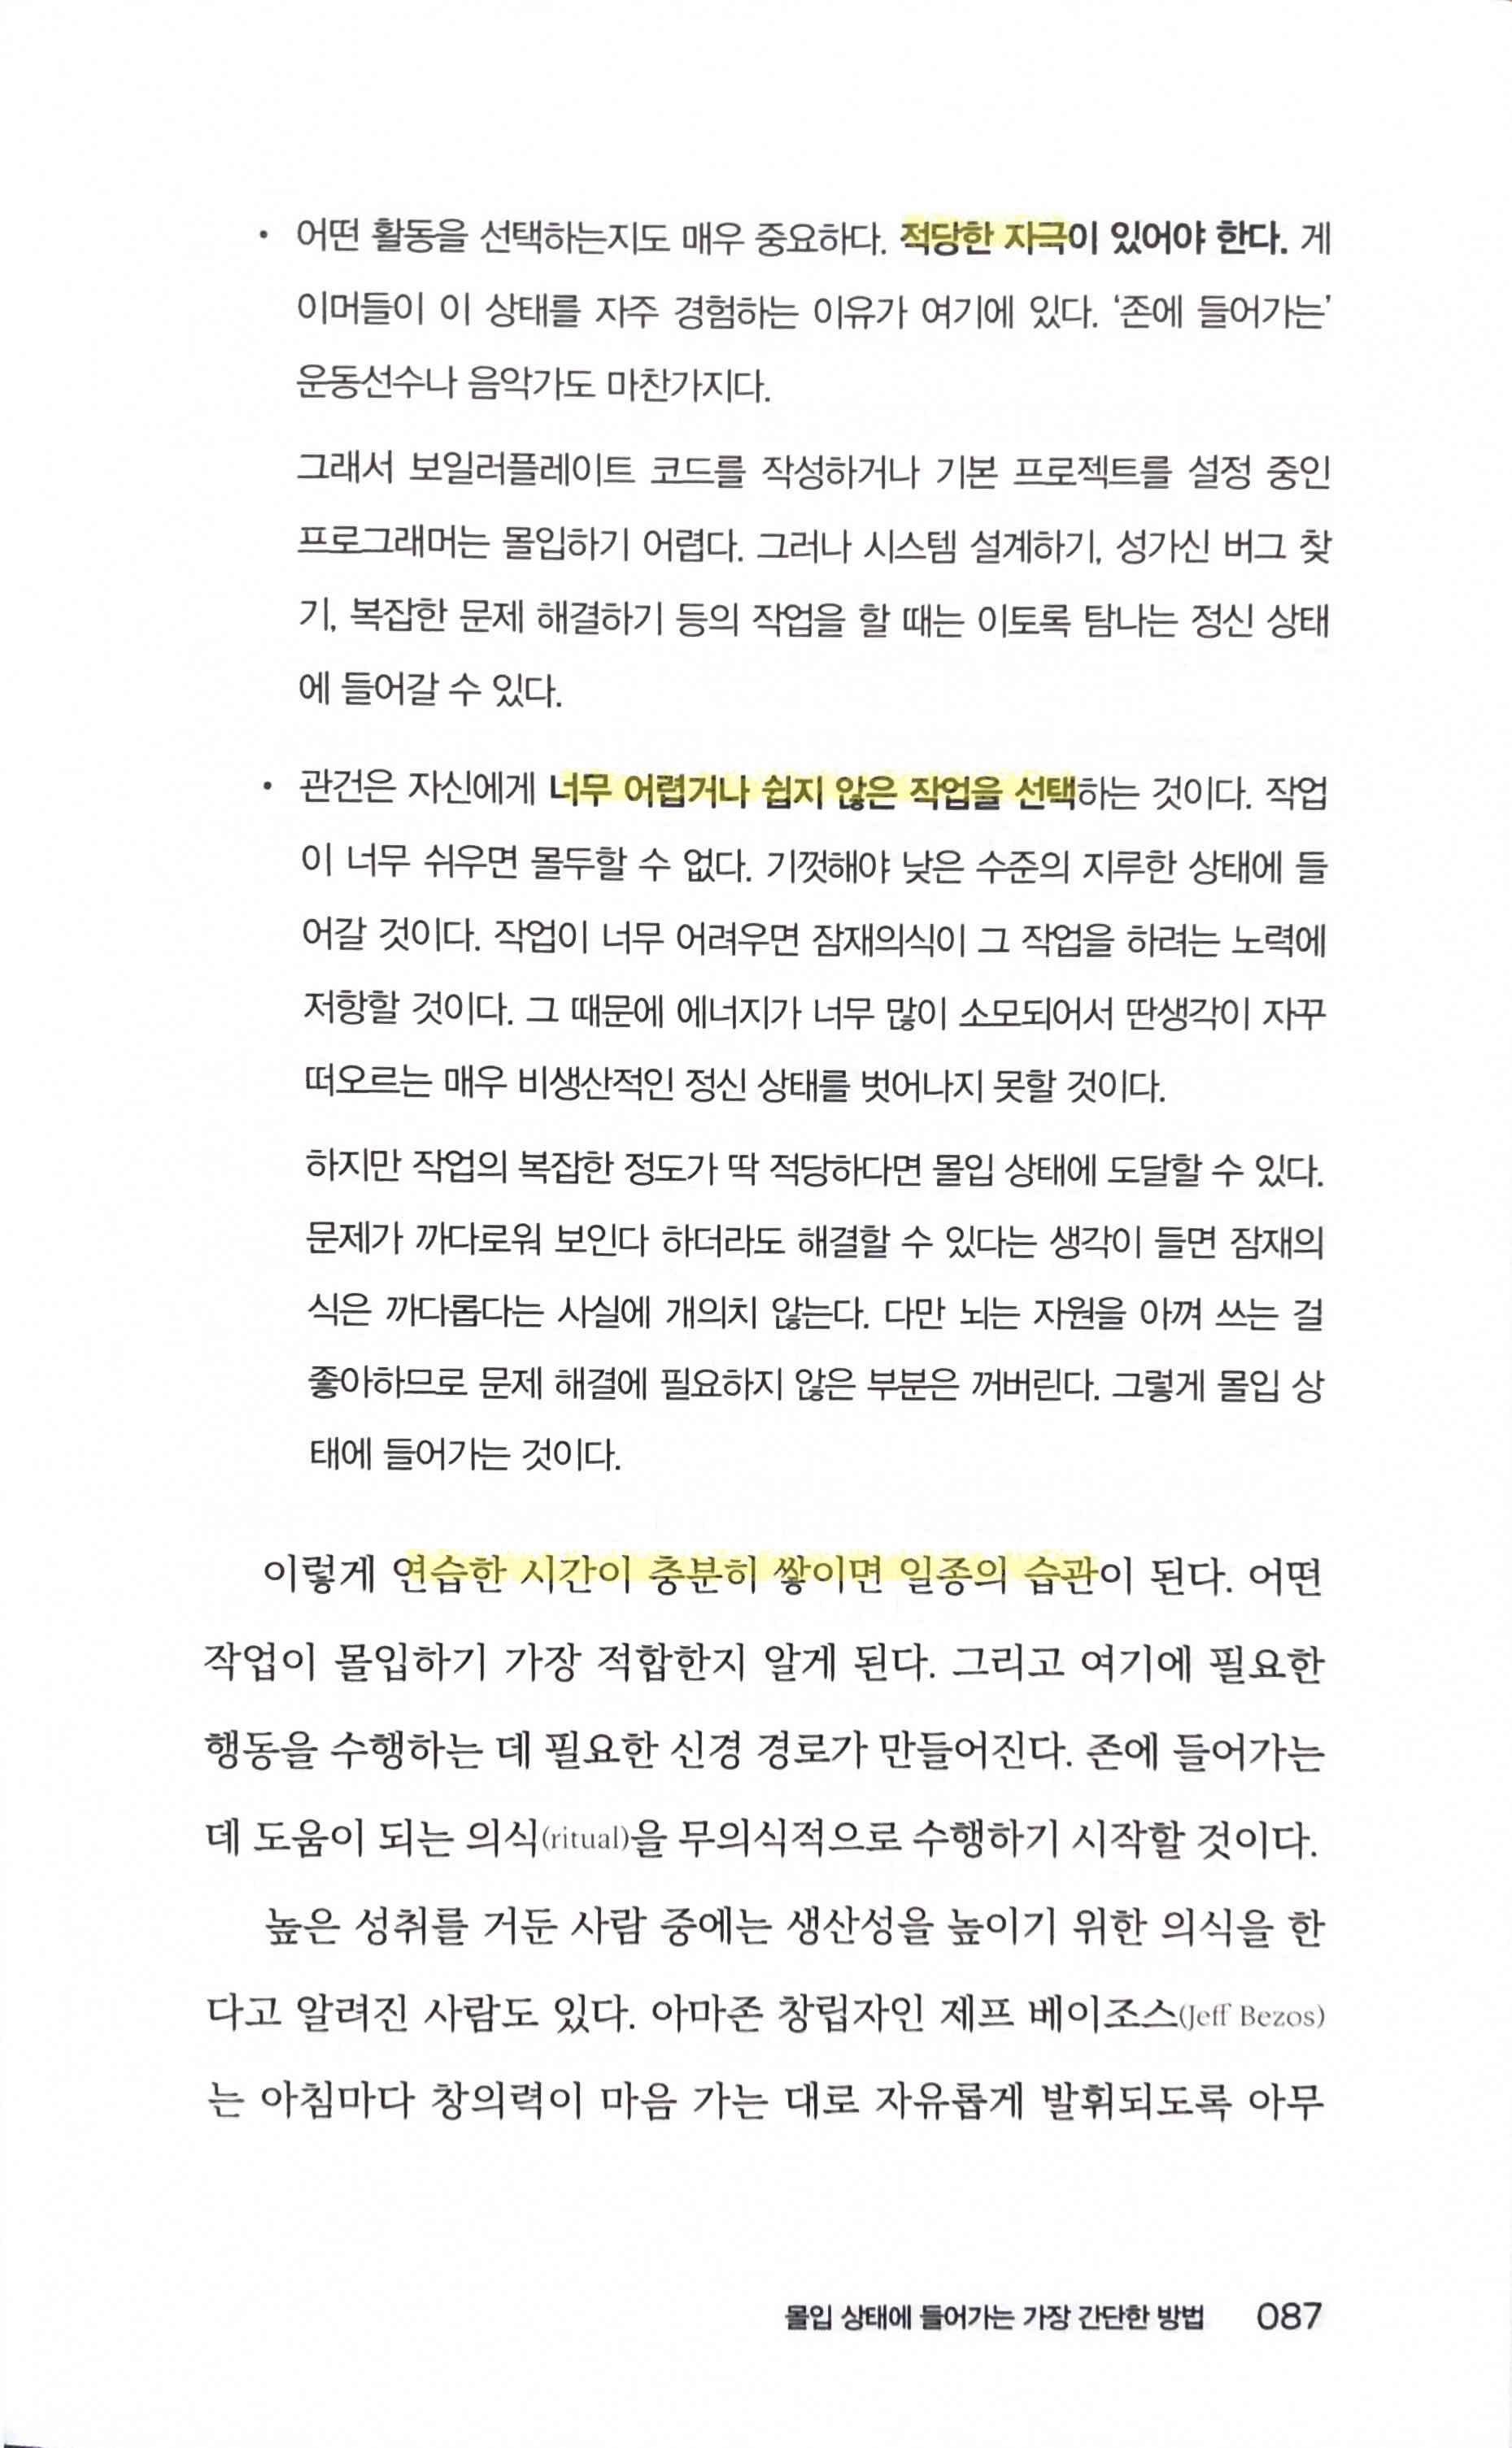 • 어떤 활동을 선택하는지도 매우 중요하다. 적당한 자극이 있어야 한다. 게
이머들이 이 상태를 자주 경험하는 이유가 여기에 있다. ‘존에 들어가는’
운동선수나 음악가도 마찬가지다.
그래서 보일러플레이트 코드를 작성하거나 기본 프로젝트를 설정 중인
프로그래머는 몰입하기 어렵다. 그러나 시스템 설계하기, 성가신 버그 찾
기, 복잡한 문제 해결하기 등의 작업을 할 때는 이토록 탐나는 정신 상태
에 들어갈 수 있다.
• 관건은 자신에게 너무 어렵거나 쉽지 않은 작업을 선택하는 것이다. 작업
이 너무 쉬우면 몰두할 수 없다. 기껏해야 낮은 수준의 지루한 상태에 들
어갈 것이다. 작업이 너무 어려우면 잠재의식이 그 작업을 하려는 노력에
저항할 것이다. 그 때문에 에너지가 너무 많이 소모되어서 딴생각이 자꾸
떠오르는 매우 비생산적인 정신 상태를 벗어나지 못할 것이다.
하지만 작업의 복잡한 정도가 딱 적당하다면 몰입 상태에 도달할 수 있다.
문제가 까다로워 보인다 하더라도 해결할 수 있다는 생각이 들면 잠재의
식은 까다롭다는 사실에 개의치 않는다. 다만 뇌는 자원을 아껴 쓰는 걸
좋아하므로 문제 해결에 필요하지 않은 부분은 꺼버린다. 그렇게 몰입 상
태에 들어가는 것이다.
이렇게 연습한 시간이 충분히 쌓이면 일종의 습관이 된다. 어떤
작업이 몰입하기 가장 적합한지 알게 된다. 그리고 여기에 필요한
행동을 수행하는 데 필요한 신경 경로가 만들어진다. 존에 들어가는
데 도움이 되는 의식(ritual)을 무의식적으로 수행하기 시작할 것이다.
높은 성취를 거둔 사람 중에는 생산성을 높이기 위한 의식을 한
다고 알려진 사람도 있다. 아마존 창립자인 제프 베이조스(Jeff Bezos)
는 아침마다 창의력이 마음 가는 대로 자유롭게 발휘되도록 아무
몰입 상태에 들어가는 가장 간단한 방법 087